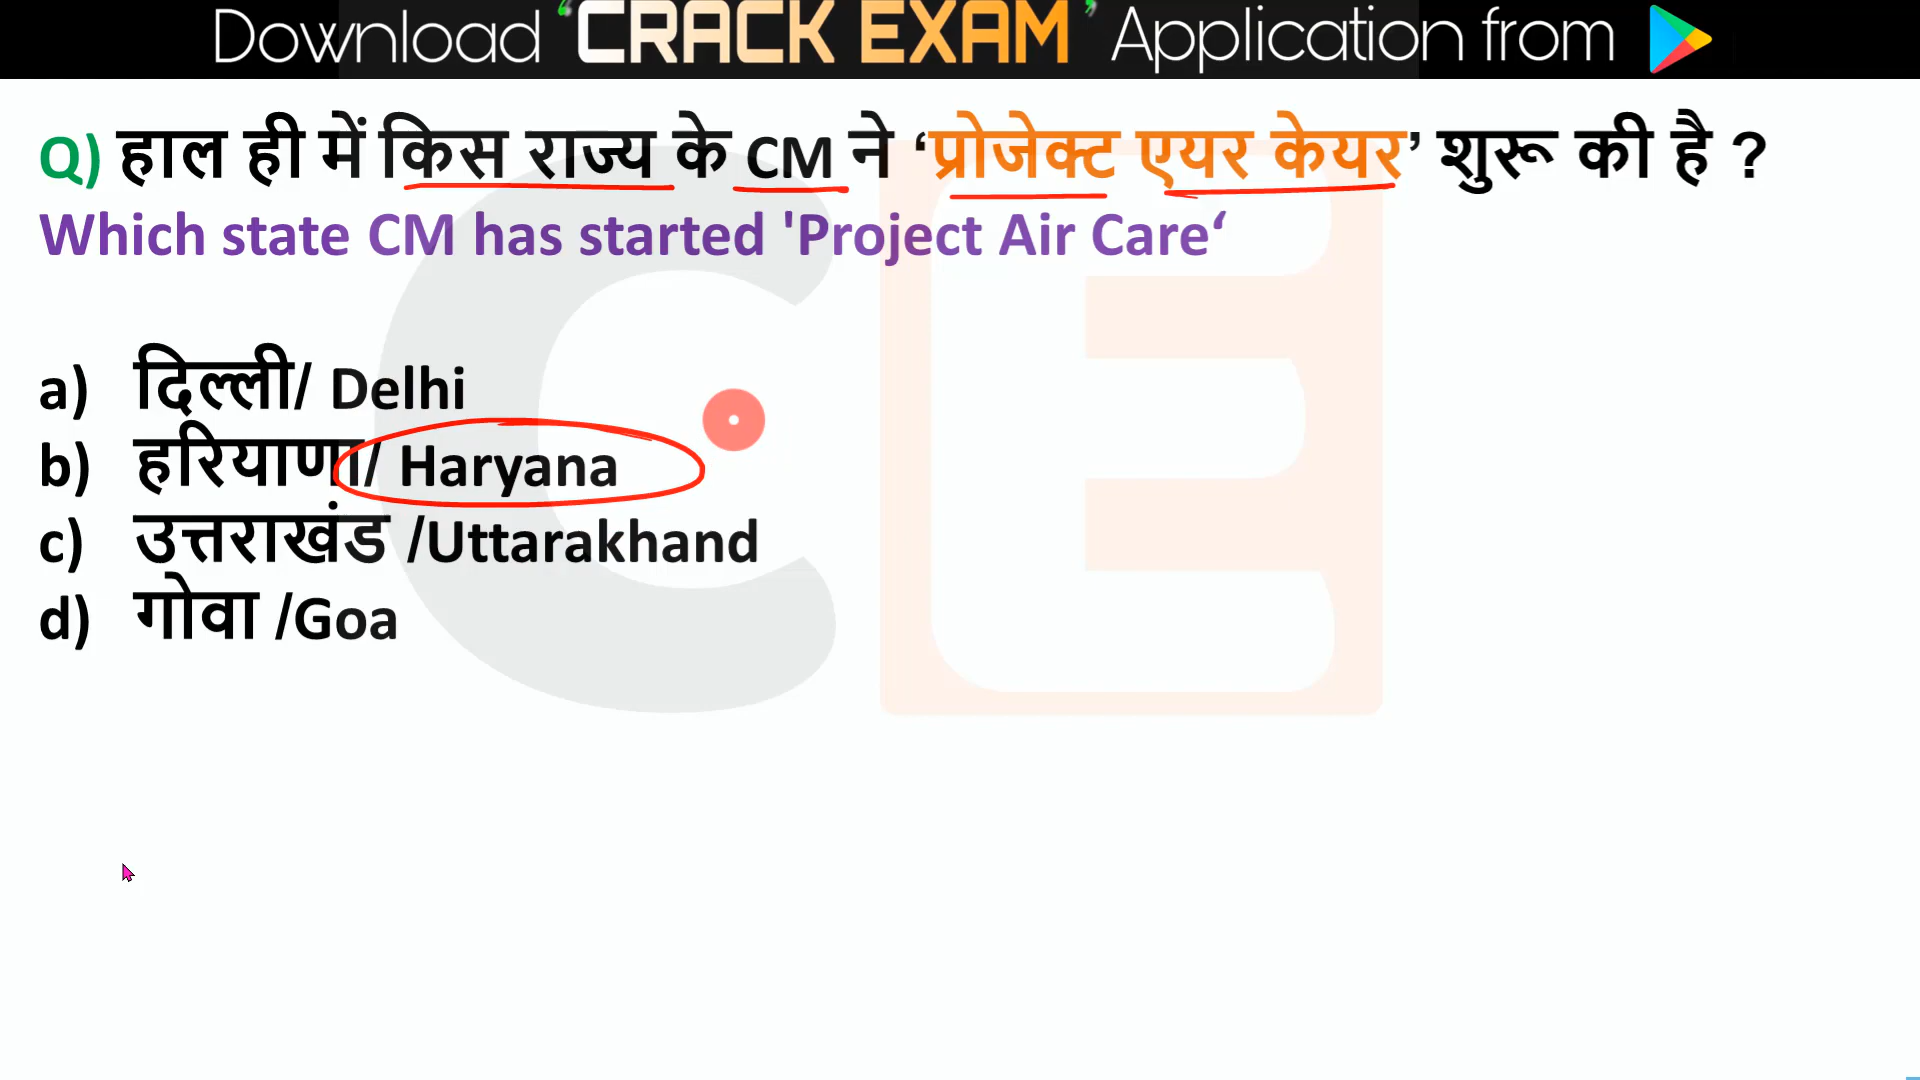 Download ‘CRACK EXAM’ Application from
Q) हाल ही में किस राज्य के CM ने ‘प्रोजेक्ट एयर केयर’ शुरू की है ?
Which state CM has started 'Project Air Care‘
a) दिल्ली/ Delhi
b) हरियाणा/ Haryana
c) उत्तराखंड /Uttarakhand
d) गोवा /Goa
CE